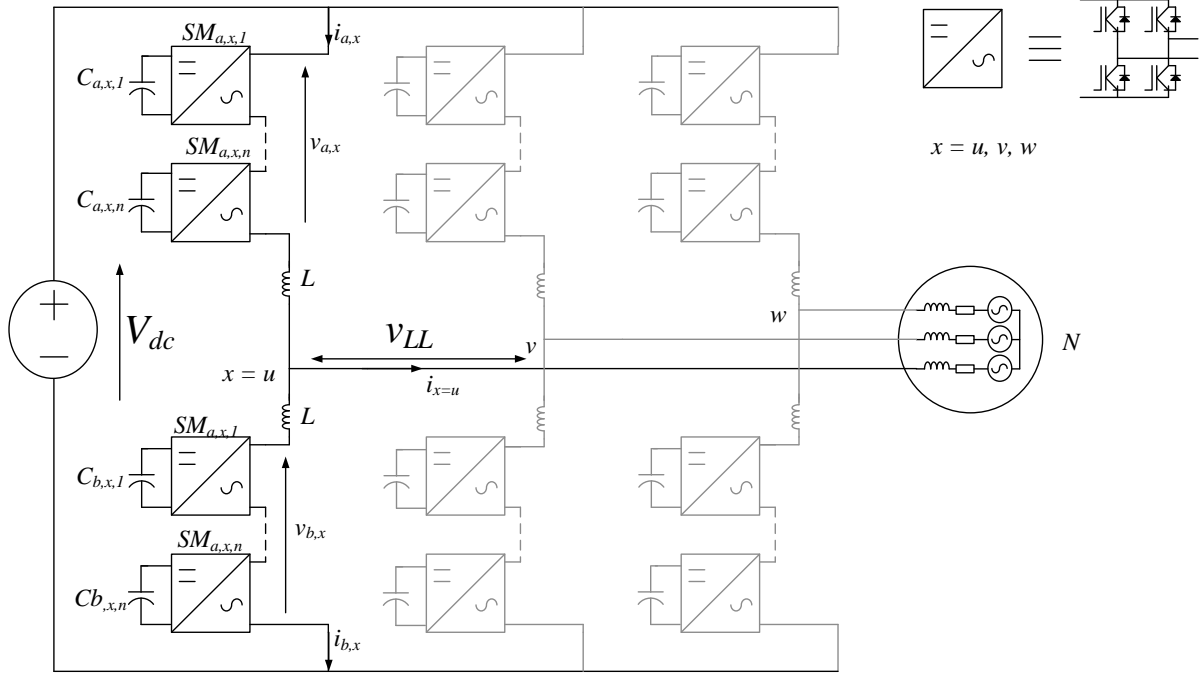 SMa,x,1
ia,x
Ca,x,1
va,x
x = u, v, w
SMa,x,n
Ca,x,n
L
Vdc
vLL
w
v
N
x = u
ix=u
L
SMa,x,1
Cb,x,1
vb,x
SMa,x,n
Cb,x,n
ib,x